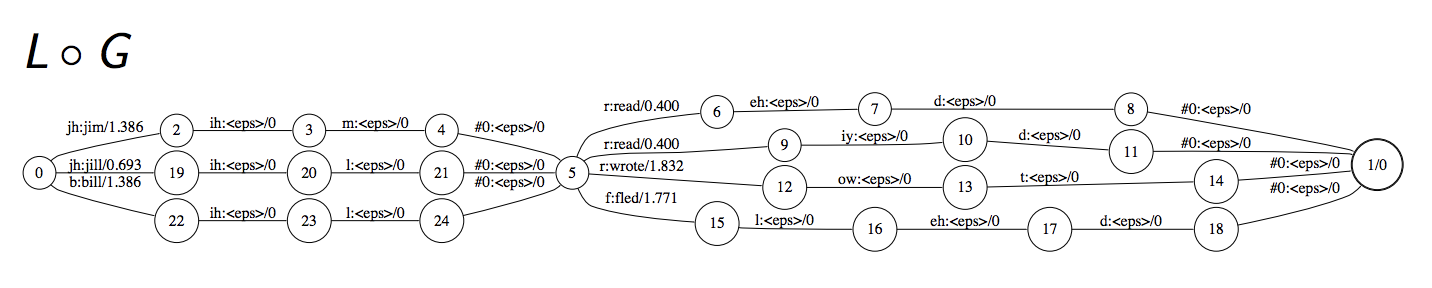 L ∘ G
r:read/0.400 eh:<eps>/0 d:<eps>/0 #0:<eps>/0
6 7 8
jh:jim/1.386 ih:<eps>/0 m:<eps>/0 #0:<eps>/0
2 3 4
r:read/0.400 iy:<eps>/0 d:<eps>/0 #0:<eps>/0
9 10 11
jh:jill/0.693 ih:<eps>/0 l:<eps>/0 #0:<eps>/0
0 19 20 21 5 1/0
r:wrote/1.832 ow:<eps>/0 t:<eps>/0 #0:<eps>/0
12 13 14
b:bill/1.386 ih:<eps>/0 l:<eps>/0 #0:<eps>/0
22 23 24
f:fled/1.771 l:<eps>/0 eh:<eps>/0 d:<eps>/0 #0:<eps>/0
15 16 17 18